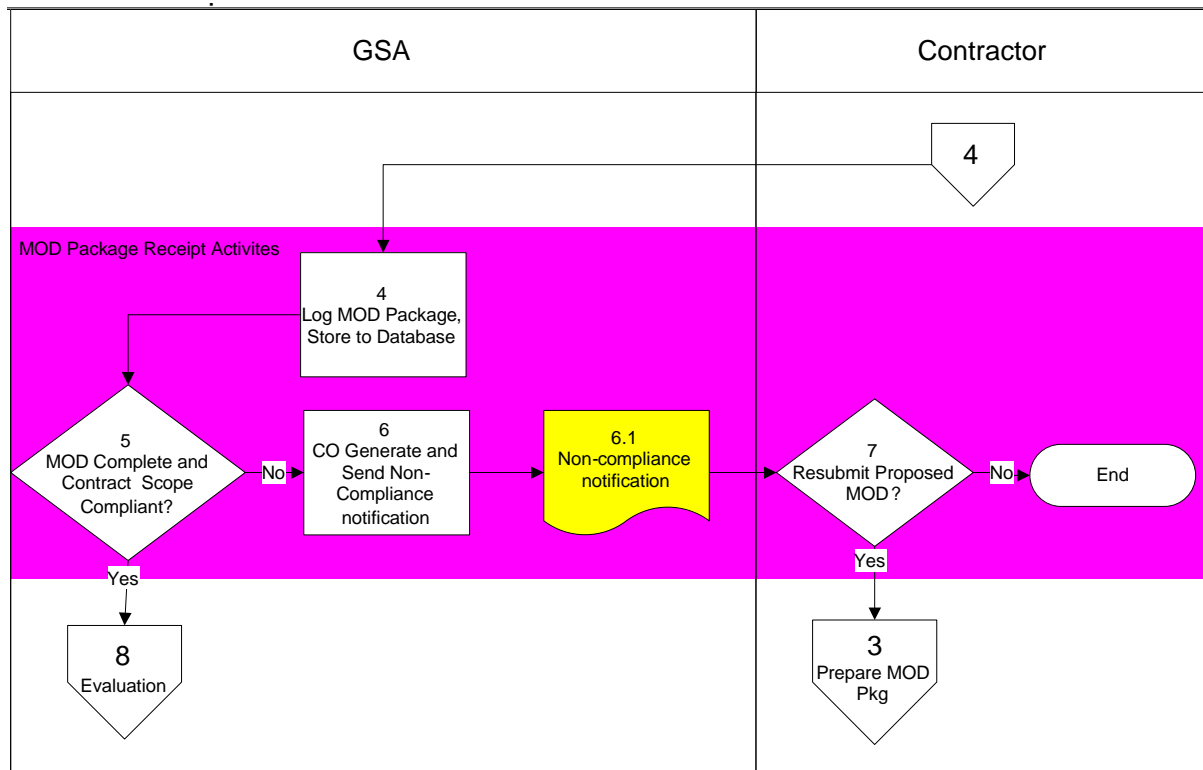 GSA
Contractor
4
MOD Package Receipt Activites
4
Log MOD Package,
Store to Database
5
MOD Complete and
Contract Scope
Compliant?
No
6
CO Generate and
Send Non-
Compliance
notification
6.1
Non-compliance
notification
7
Resubmit Proposed
MOD?
No
End
Yes
Yes
8
Evaluation
3
Prepare MOD
Pkg